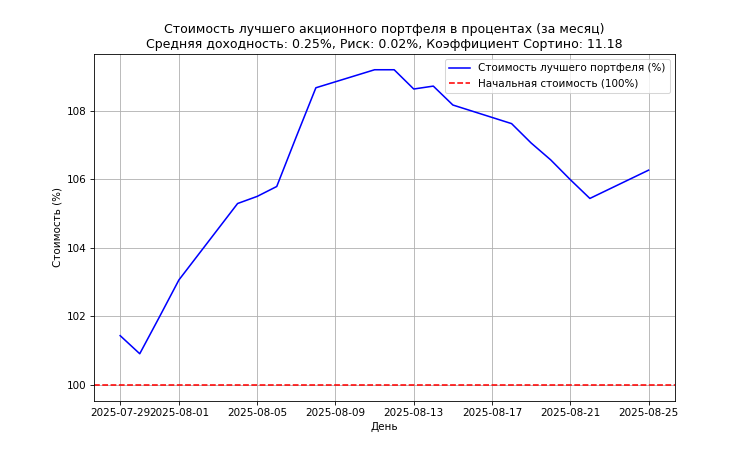 Стоимость лучшего акционного портфеля в процентах (за месяц)
Средняя доходность: 0.25%, Риск: 0.02%, Коэффициент Сортино: 11.18
Стоимость лучшего портфеля (%)
Начальная стоимость (100%)
Стоимость (%)
108
106
104
102
100
2025-07-29 2025-08-01 2025-08-05 2025-08-09 2025-08-13 2025-08-17 2025-08-21 2025-08-25
День